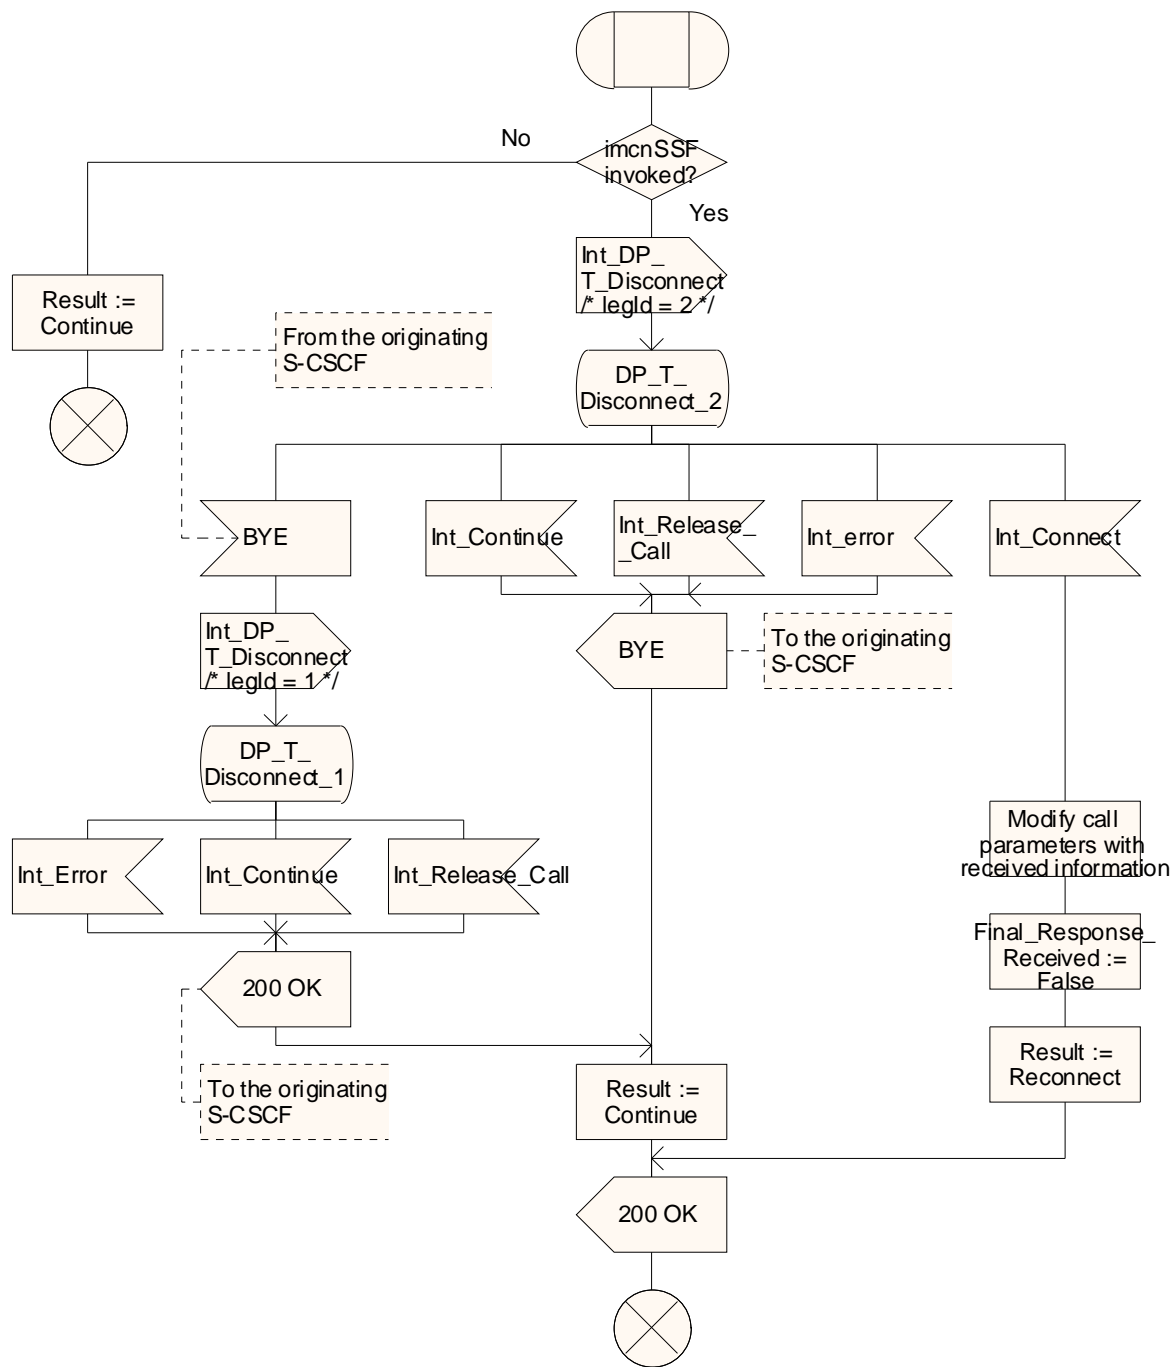 No
imcnSSF
invoked?
Yes
Int_DP_
T_Disconnect
/* legId = 2 */
Result :=
Continue
From the originating
S-CSCF
DP_T_
Disconnect_2
BYE
Int_Continue
Int_Release_
_Call
Int_error
Int_Connect
Int_DP_
T_Disconnect
/* legId = 1 */
BYE
To the originating
S-CSCF
DP_T_
Disconnect_1
Int_Error
Int_Continue
Int_Release_Call
Modify call
parameters with
received information
200 OK
Final_Response_
Received :=
False
To the originating
S-CSCF
Result :=
Continue
Result :=
Reconnect
200 OK